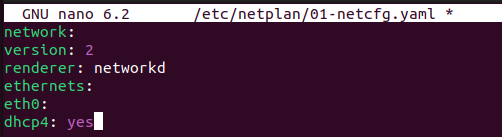 GNU nano 6.2 /etc/netplan/01-netcfg.yaml *
network:
version: 2
renderer: networkd
ethernets:
eth0:
dhcp4: yes